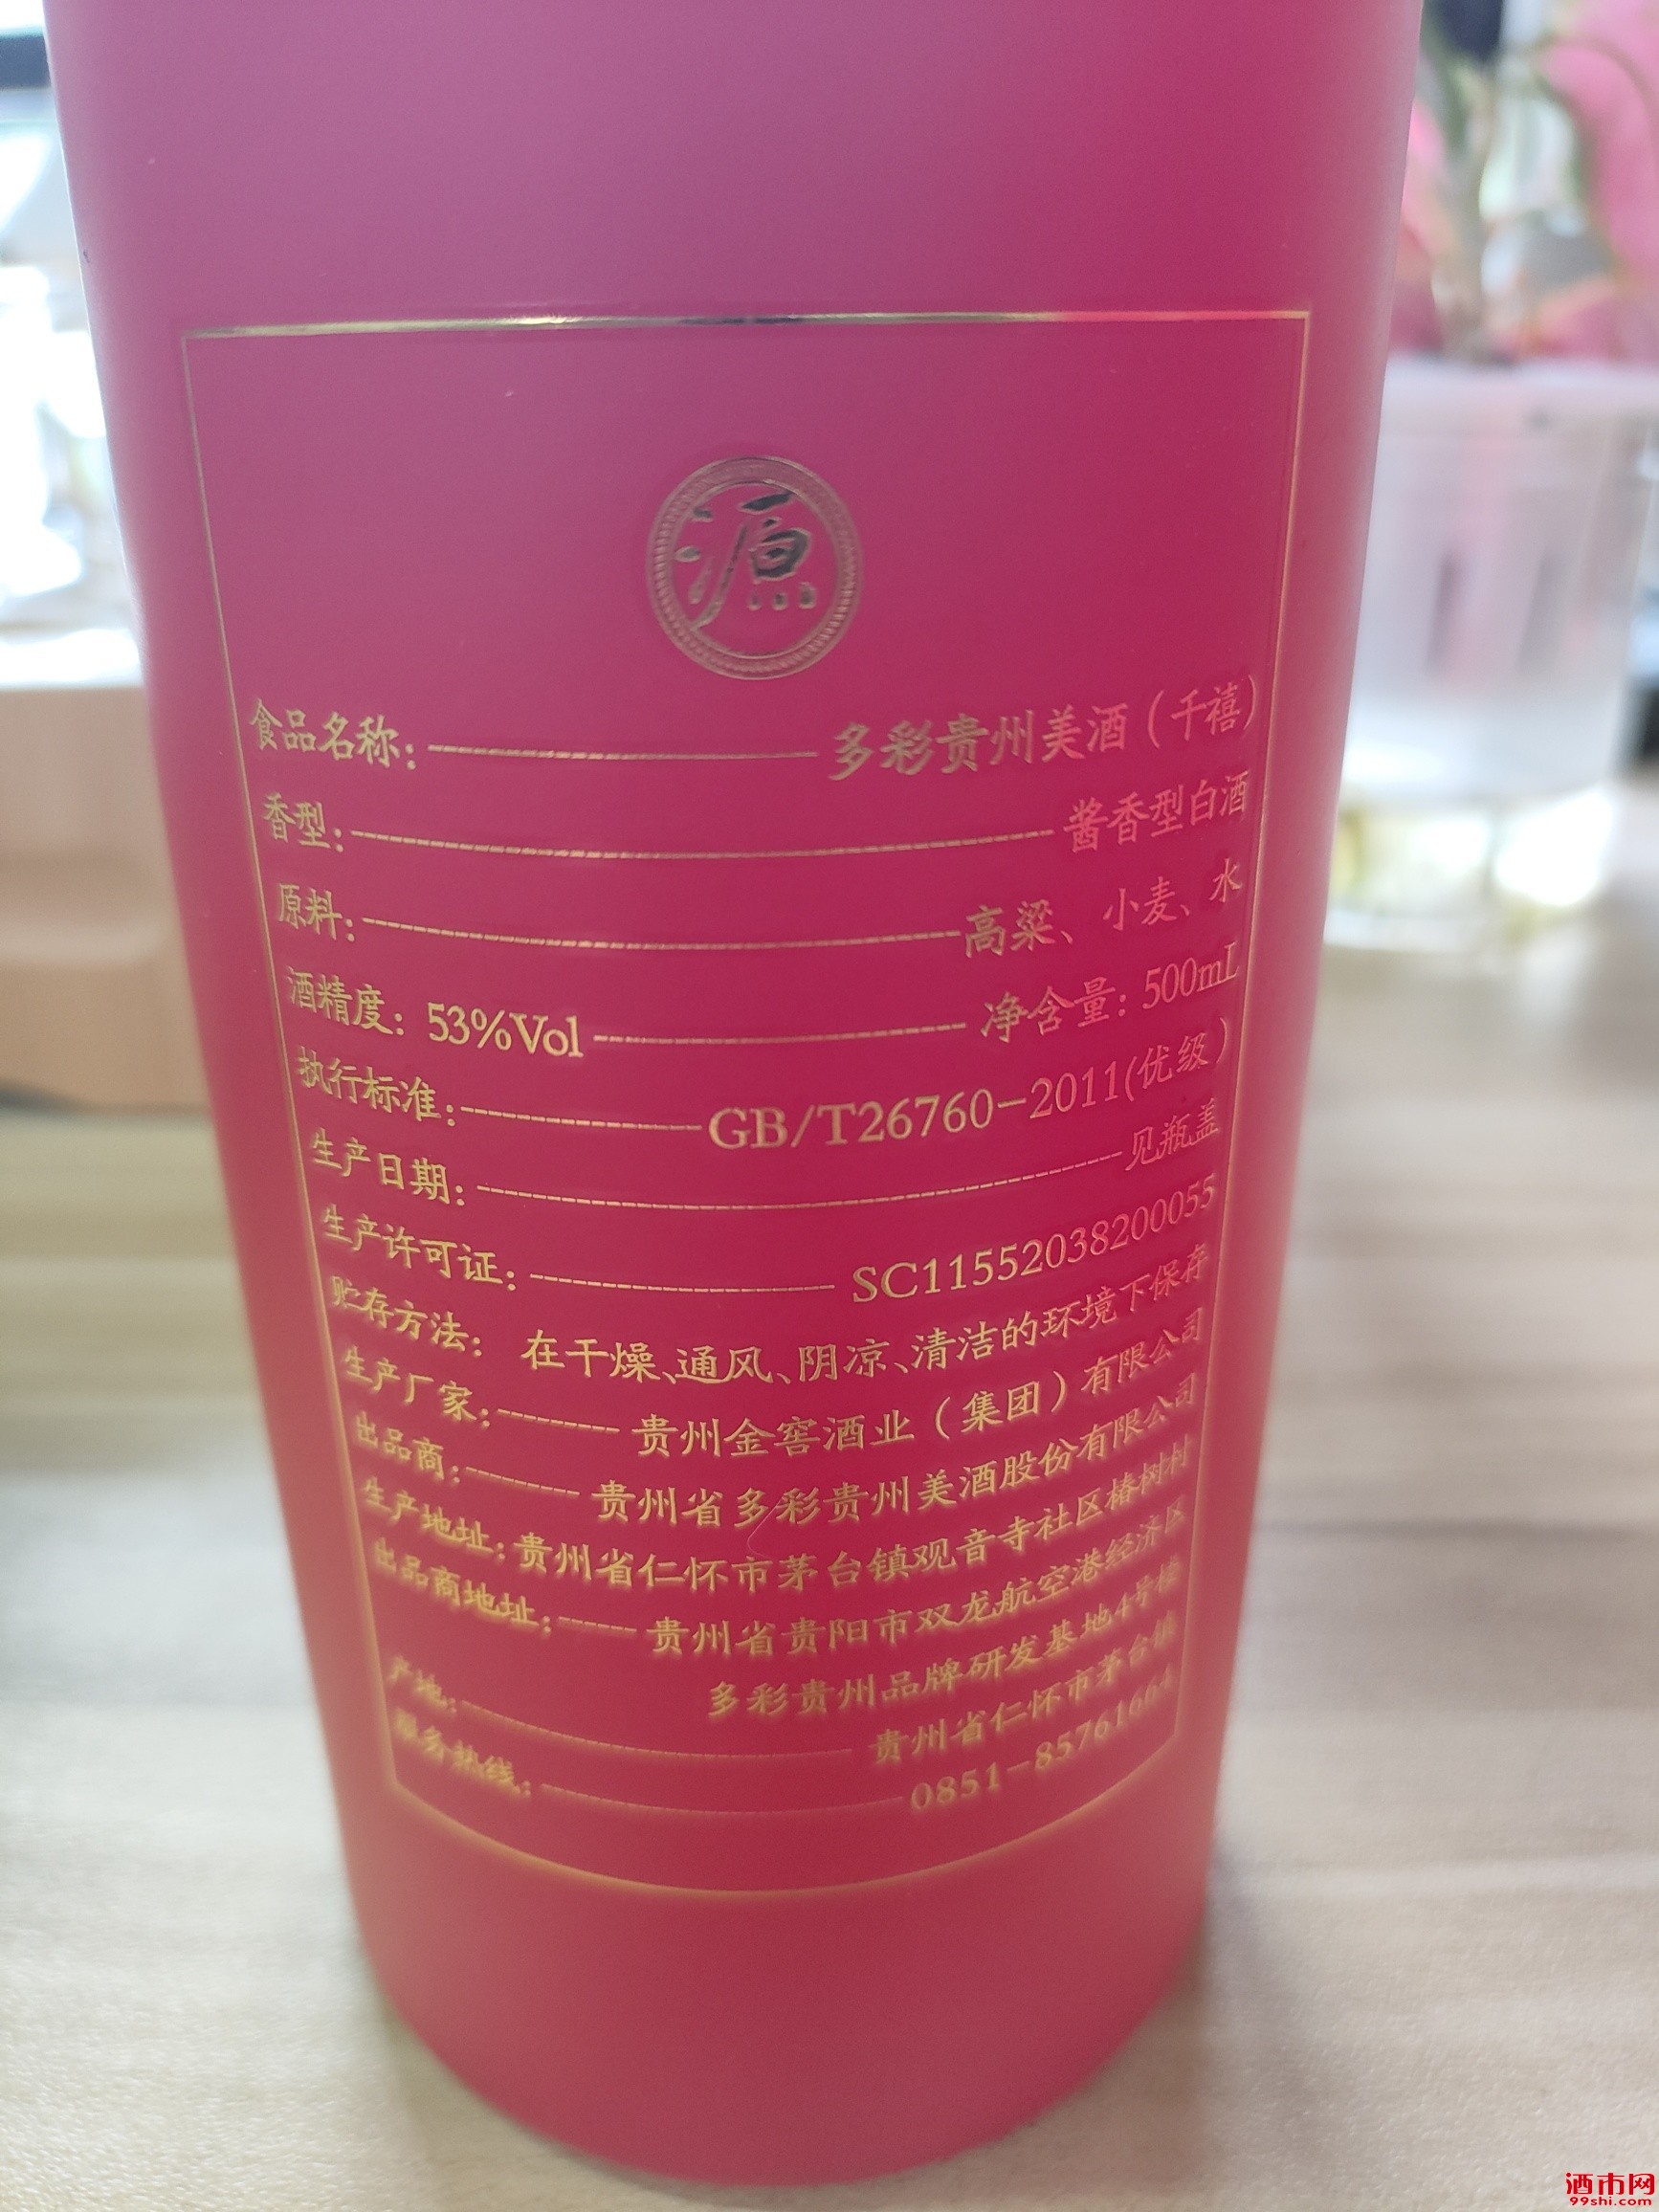 源
食品名称：多彩贵州美酒（千禧）
香型：酱香型白酒
原料：高粱、小麦、水
酒精度：53%Vol 净含量：500mL
执行标准：GB/T26760-2011(优级）
生产日期：见瓶盖
生产许可证：SC11552038200055
贮存方法：在干燥、通风、阴凉、清洁的环境下保存
生产厂家：贵州金窖酒业（集团）有限公司
出品商：贵州省多彩贵州美酒股份有限公司
生产地址：贵州省仁怀市茅台镇观音寺社区椿树村
出品商地址：贵州省贵阳市双龙航空港经济区
多彩贵州品牌研发基地4号楼
产地：贵州省仁怀市茅台镇
服务热线：0851-85761664
酒市网
99shi.com